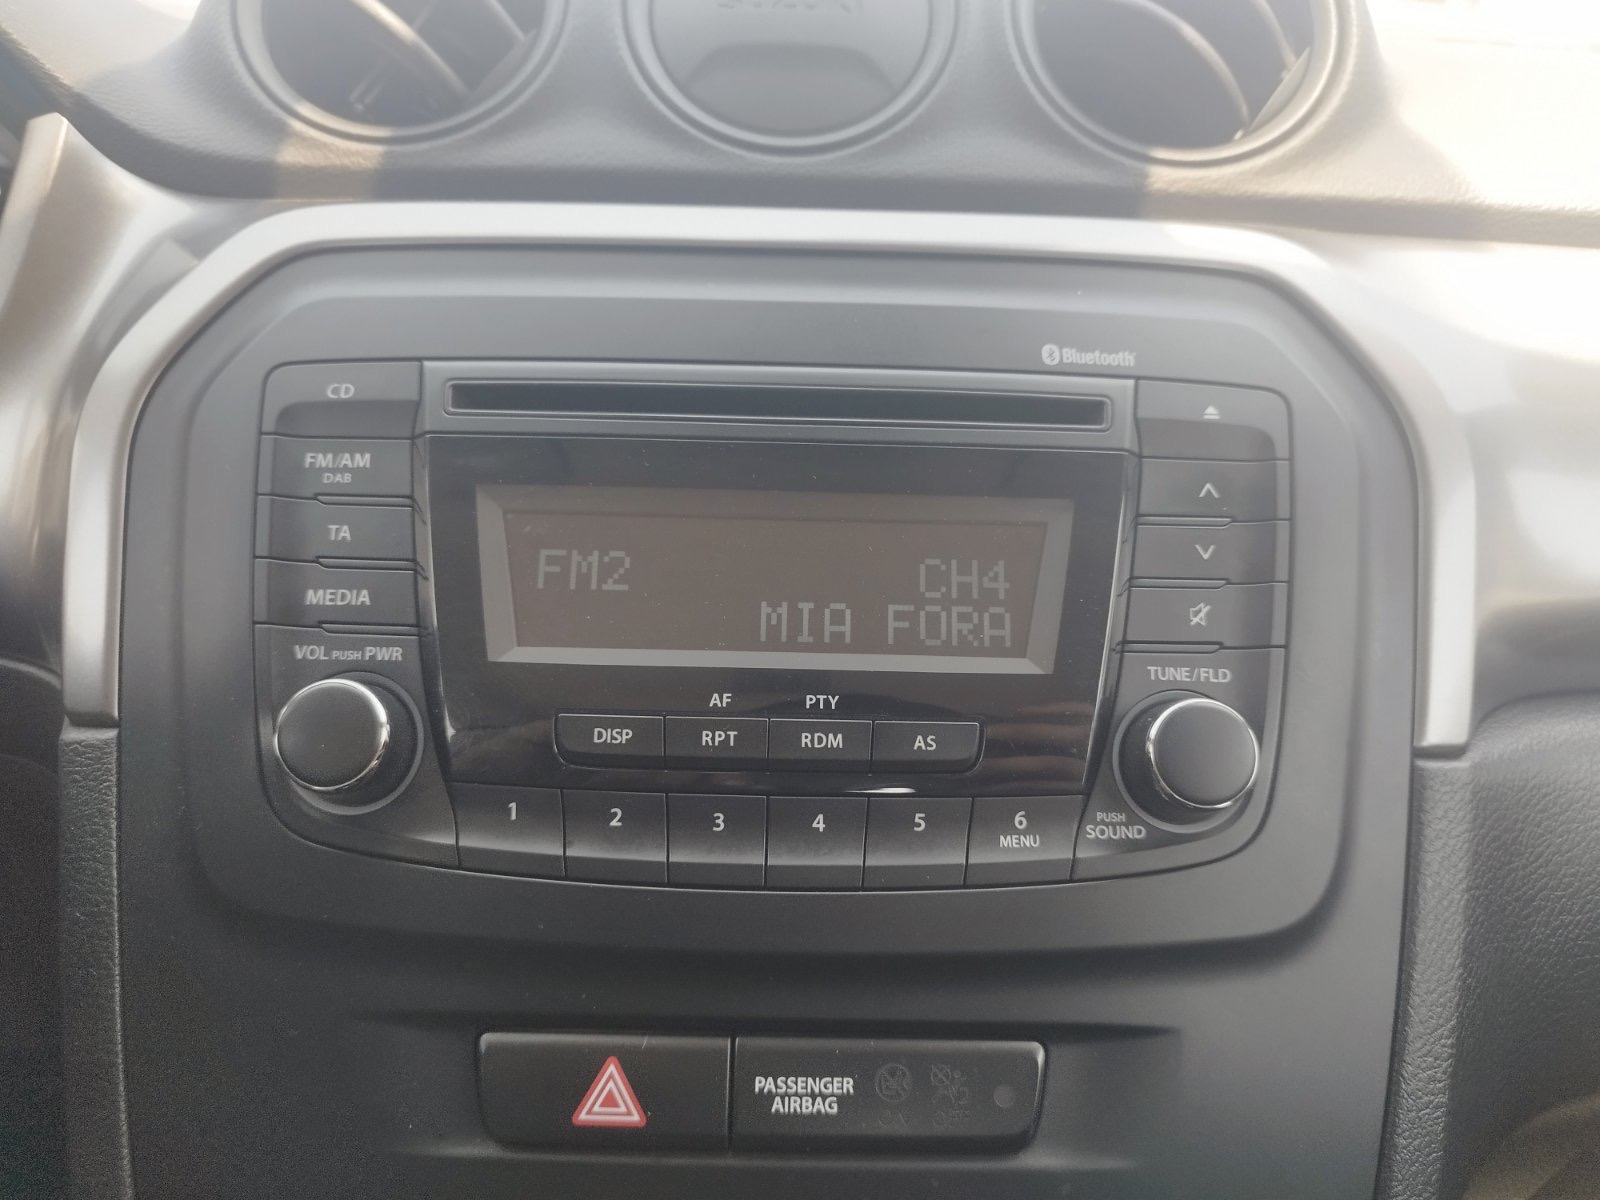 Bluetooth
CD
FM/AM
DAB
TA
MEDIA
VOL PUSH PWR
FM2 CH4
MIA FORA
TUNE/FLD
AF PTY
DISP RPT RDM AS
1 2 3 4 5 6
MENU
PUSH
SOUND
PASSENGER
AIRBAG